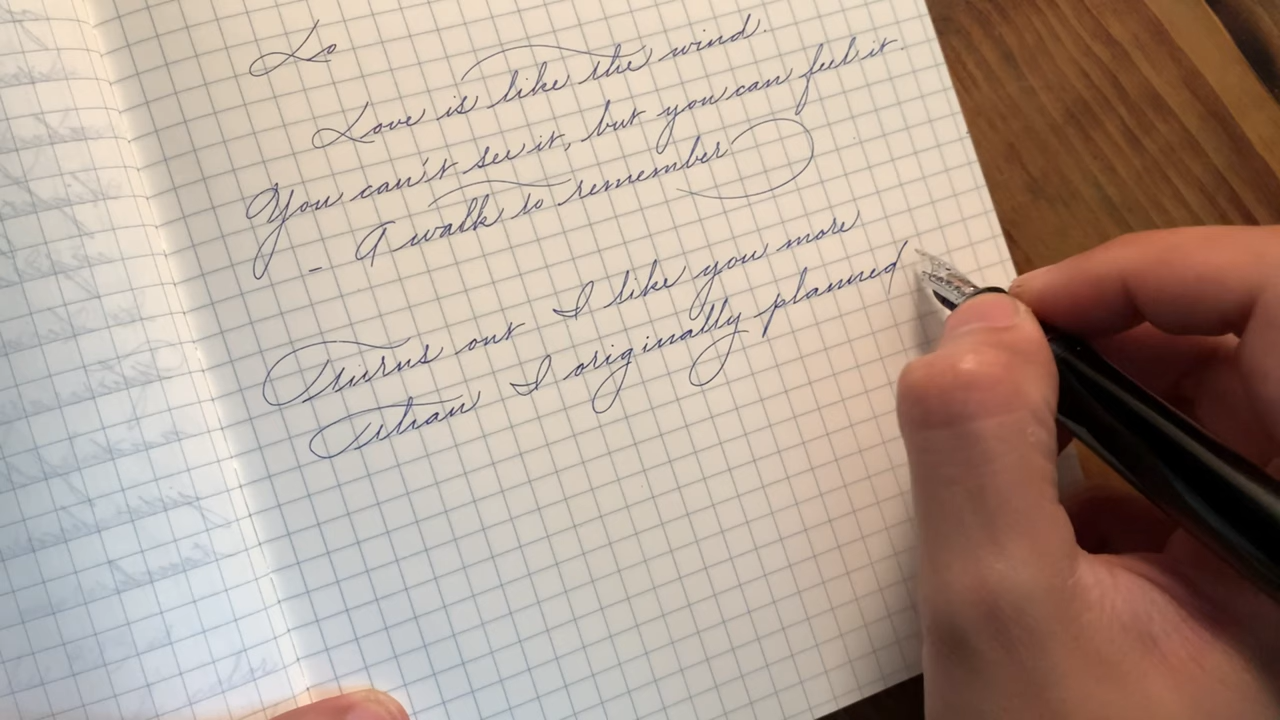 Lo
Love is like the wind.
You can't see it, but you can feel it.
- A walk to remember
Turns out I like you more
than I originally planned